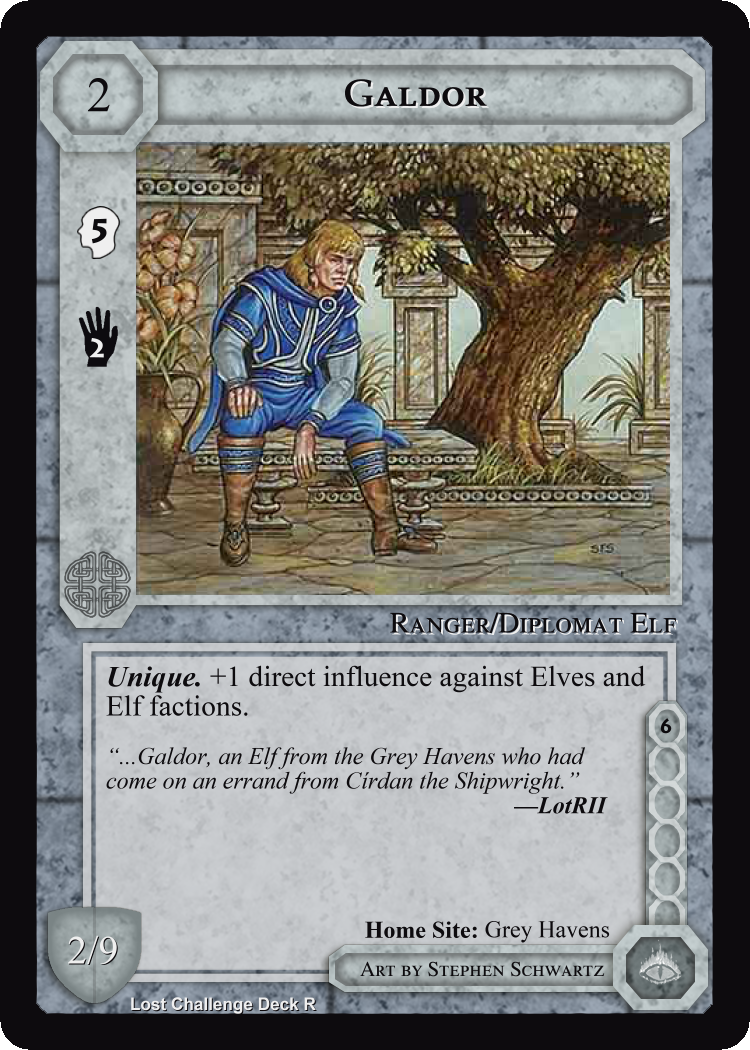 2
Galdor
5
2
SFS
Ranger/Diplomat Elf
Unique. +1 direct influence against Elves and
Elf factions.
“...Galdor, an Elf from the Grey Havens who had
come on an errand from Círdan the Shipwright.”
—LotRII
6
Home Site: Grey Havens
2/9
Art by Stephen Schwartz
Lost Challenge Deck R